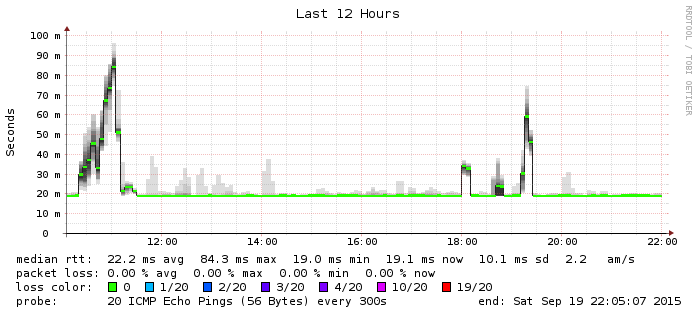 Last 12 Hours
RRDTOOL / TOBI OETIKER
Seconds
100 m
90 m
80 m
70 m
60 m
50 m
40 m
30 m
20 m
10 m
0
12:00 14:00 16:00 18:00 20:00 22:00
median rtt: 22.2 ms avg 84.3 ms max 19.0 ms min 19.1 ms now 10.1 ms sd 2.2 am/s
packet loss: 0.00 % avg 0.00 % max 0.00 % min 0.00 % now
loss color: 0 1/20 2/20 3/20 4/20 10/20 19/20
probe: 20 ICMP Echo Pings (56 Bytes) every 300s end: Sat Sep 19 22:05:07 2015